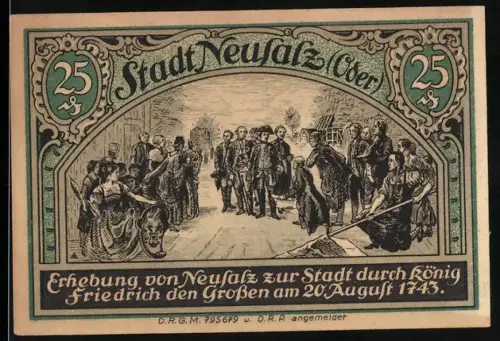 25 ₰
Stadt Neusalz (Oder)
25 ₰
Erhebung von Neusalz zur Stadt durch König
Friedrich den Großen am 20. August 1743.
D.R.G.M. 795679 u. D.R.P. angemeldet